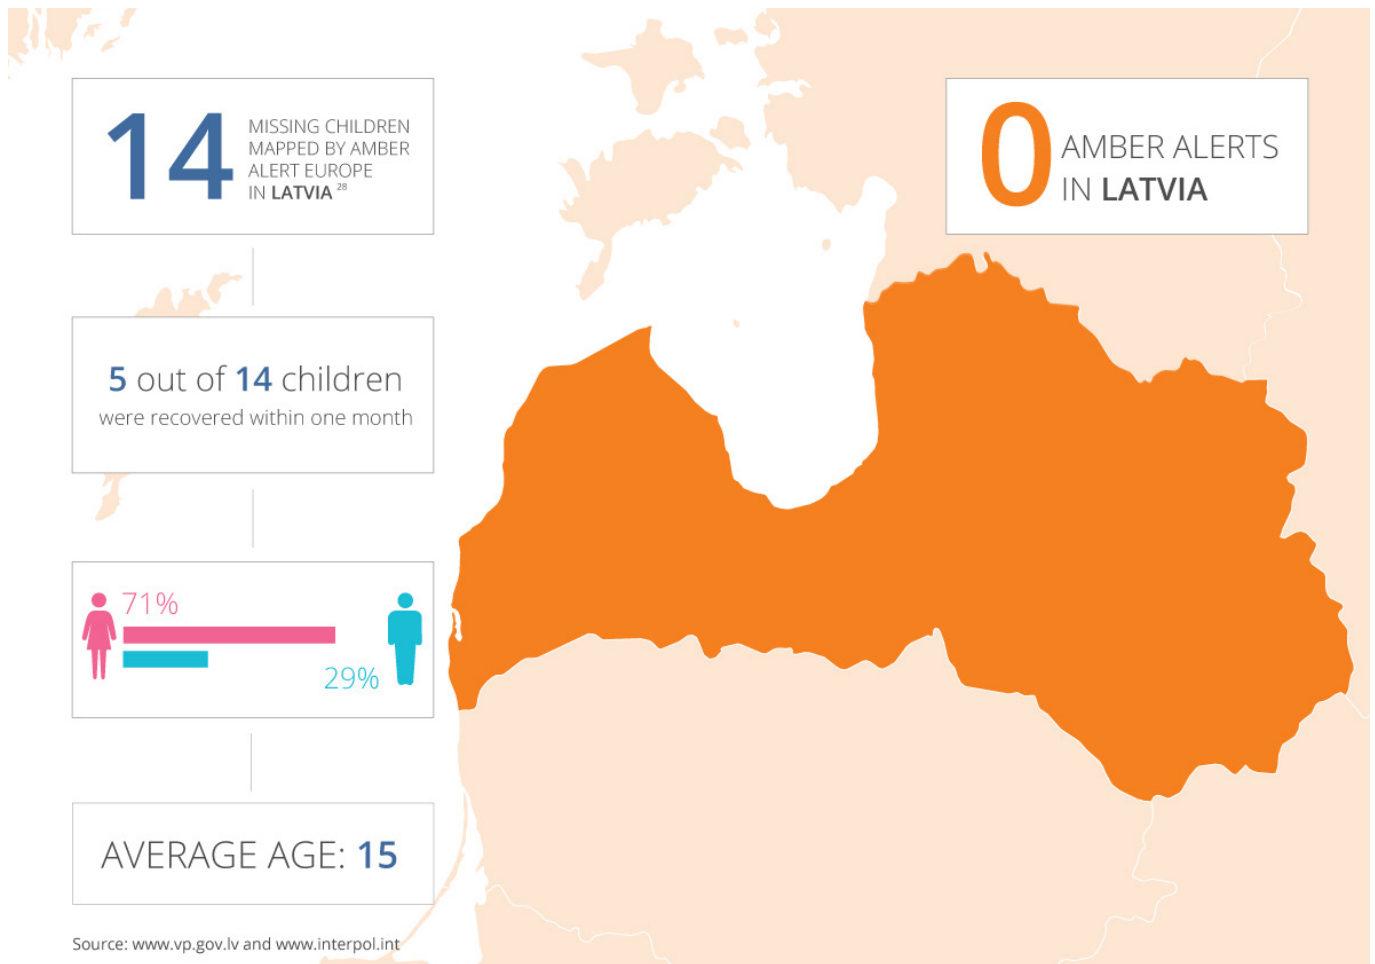 14
MISSING CHILDREN
MAPPED BY AMBER
ALERT EUROPE
IN LATVIA 28
0
AMBER ALERTS
IN LATVIA
5 out of 14 children
were recovered within one month
71%
29%
AVERAGE AGE: 15
Source: www.vp.gov.lv and www.interpol.int